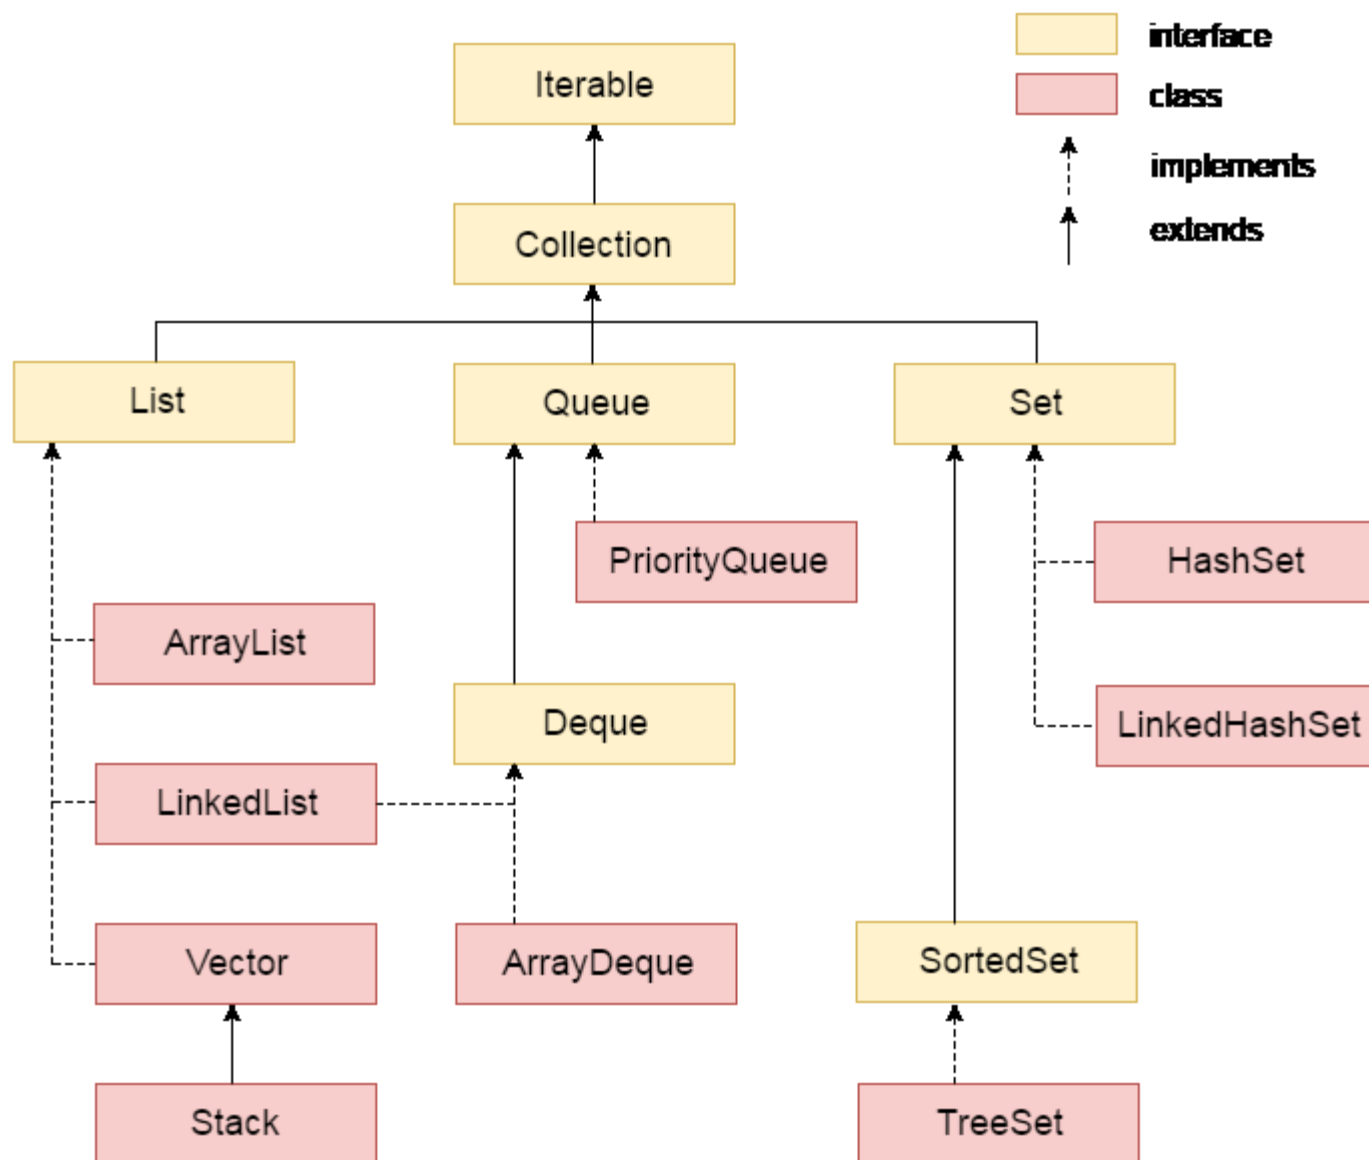 interface
Iterable
class
implements
Collection
extends
List
Queue
Set
PriorityQueue
HashSet
ArrayList
Deque
LinkedHashSet
LinkedList
Vector
ArrayDeque
SortedSet
Stack
TreeSet